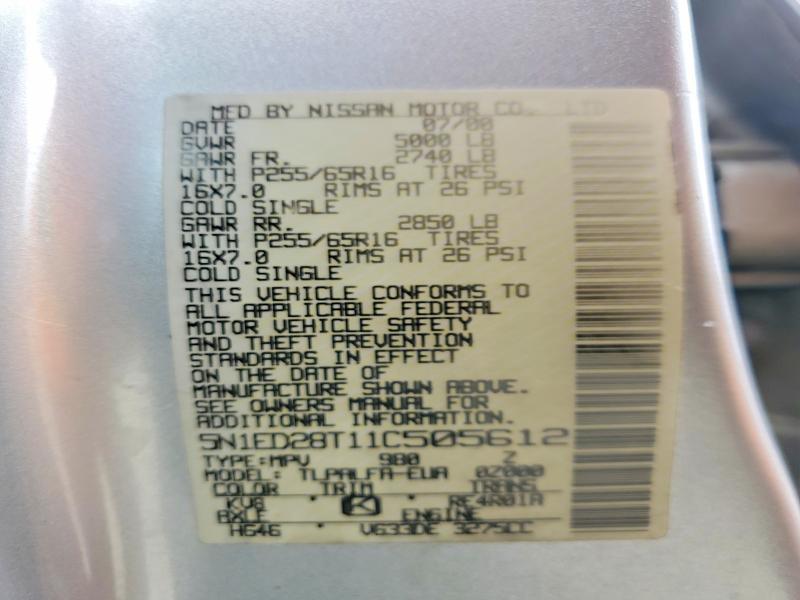 MFD BY NISSAN MOTOR CO., LTD
DATE 07/00
GVWR 5000 LB
GAWR FR. 2740 LB
WITH P255/65R16 TIRES
16X7.0 RIMS AT 26 PSI
COLD SINGLE
GAWR RR. 2850 LB
WITH P255/65R16 TIRES
16X7.0 RIMS AT 26 PSI
COLD SINGLE
THIS VEHICLE CONFORMS TO
ALL APPLICABLE FEDERAL
MOTOR VEHICLE SAFETY
AND THEFT PREVENTION
STANDARDS IN EFFECT
ON THE DATE OF
MANUFACTURE SHOWN ABOVE.
SEE OWNERS MANUAL FOR
ADDITIONAL INFORMATION.
5N1ED28T11C505612
TYPE:MPV 980 Z
MODEL: TLPALFA-EUA 0Z000
COLOR TRIM TRANS
KV8 * K RE4R01A
AXLE ENGINE
HG46 * VG33DE 3275CC